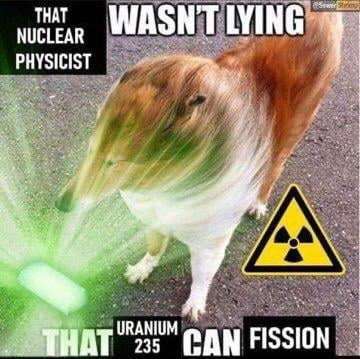 THAT
NUCLEAR
PHYSICIST
WASN'T LYING
THAT URANIUM 235 CAN FISSION